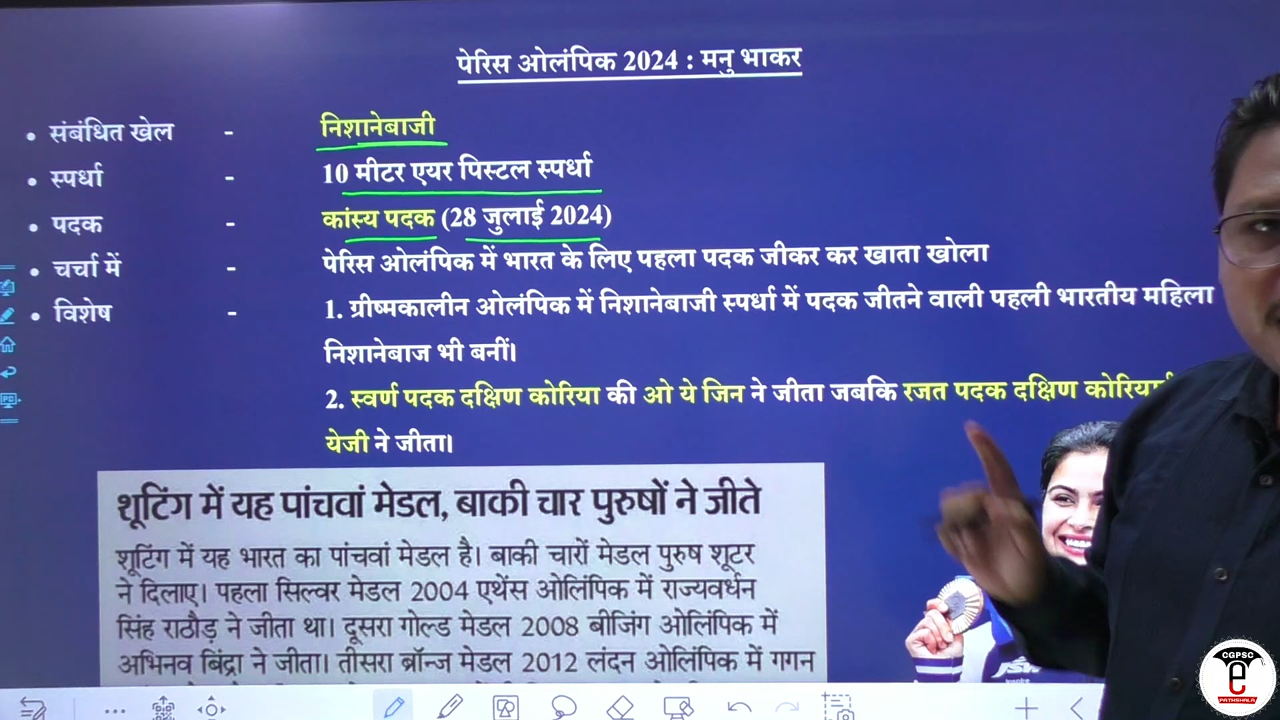 पेरिस ओलंपिक 2024 : मनु भाकर
• संबंधित खेल - निशानेबाजी
• स्पर्धा - 10 मीटर एयर पिस्टल स्पर्धा
• पदक - कांस्य पदक (28 जुलाई 2024)
• चर्चा में - पेरिस ओलंपिक में भारत के लिए पहला पदक जीकर कर खाता खोला
• विशेष - 1. ग्रीष्मकालीन ओलंपिक में निशानेबाजी स्पर्धा में पदक जीतने वाली पहली भारतीय महिला
निशानेबाज भी बनीं।
2. स्वर्ण पदक दक्षिण कोरिया की ओ ये जिन ने जीता जबकि रजत पदक दक्षिण
येजी ने जीता।
शूटिंग में यह पांचवां मेडल, बाकी चार पुरुषों ने जीते
शूटिंग में यह भारत का पांचवां मेडल है। बाकी चारों मेडल पुरुष शूटर
ने दिलाए। पहला सिल्वर मेडल 2004 एथेंस ओलिंपिक में राज्यवर्धन
सिंह राठौड़ ने जीता था। दूसरा गोल्ड मेडल 2008 बीजिंग ओलिंपिक में
अभिनव बिंद्रा ने जीता। तीसरा ब्रॉन्ज मेडल 2012 लंदन ओलिंपिक में गगन
JSW
CGPSC
e
PATHSHALA